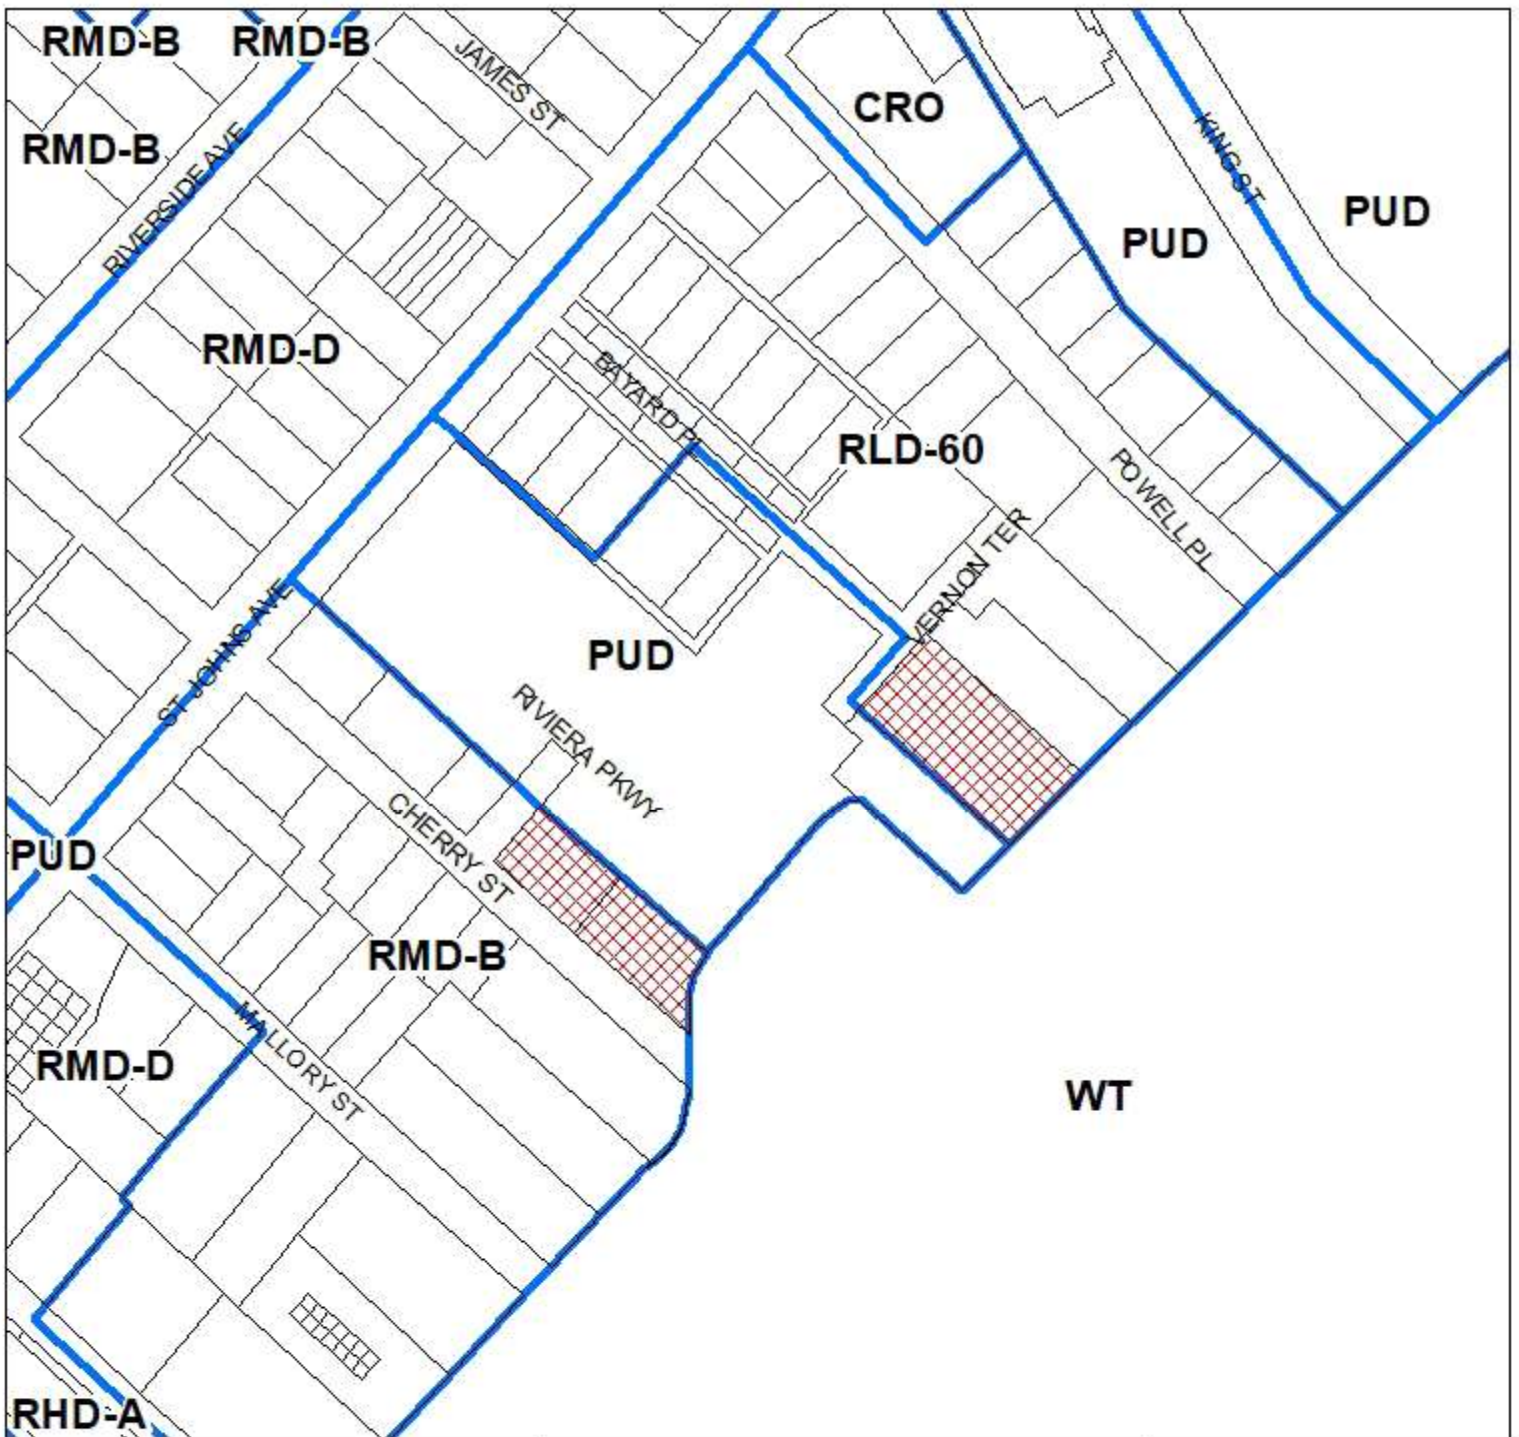 RMD-B
RMD-B
JAMES ST
CRO
RMD-B
RIVERSIDE AVE
KING ST
PUD
PUD
RMD-D
BAYARD PL
RLD-60
POWELL PL
VERNON TER
ST JOHNS AVE
PUD
RIVIERA PKWY
CHERRY ST
PUD
RMD-B
MALLORY ST
RMD-D
WT
RHD-A